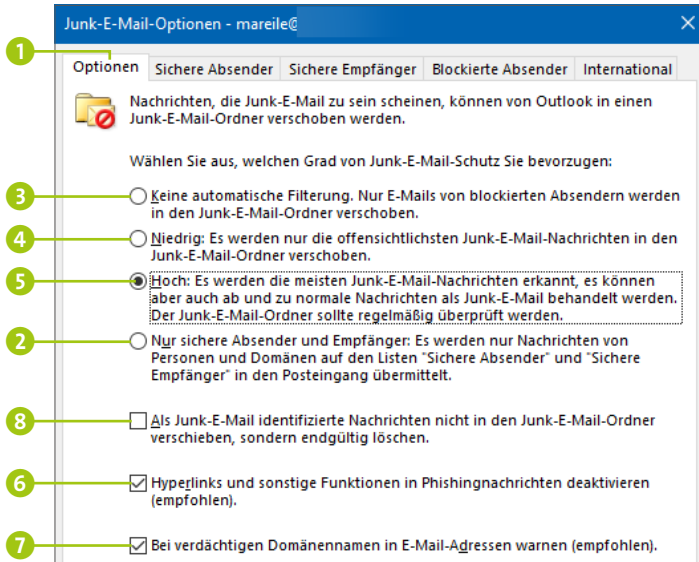 Junk-E-Mail-Optionen - mareile@
1
Optionen Sichere Absender Sichere Empfänger Blockierte Absender International
Nachrichten, die Junk-E-Mail zu sein scheinen, können von Outlook in einen
Junk-E-Mail-Ordner verschoben werden.
Wählen Sie aus, welchen Grad von Junk-E-Mail-Schutz Sie bevorzugen:
3 Keine automatische Filterung. Nur E-Mails von blockierten Absendern werden
in den Junk-E-Mail-Ordner verschoben.
4 Niedrig: Es werden nur die offensichtlichsten Junk-E-Mail-Nachrichten in den
Junk-E-Mail-Ordner verschoben.
5 Hoch: Es werden die meisten Junk-E-Mail-Nachrichten erkannt, es können
aber auch ab und zu normale Nachrichten als Junk-E-Mail behandelt werden.
Der Junk-E-Mail-Ordner sollte regelmäßig überprüft werden.
2 Nur sichere Absender und Empfänger: Es werden nur Nachrichten von
Personen und Domänen auf den Listen "Sichere Absender" und "Sichere
Empfänger" in den Posteingang übermittelt.
8 Als Junk-E-Mail identifizierte Nachrichten nicht in den Junk-E-Mail-Ordner
verschieben, sondern endgültig löschen.
6 Hyperlinks und sonstige Funktionen in Phishingnachrichten deaktivieren
(empfohlen).
7 Bei verdächtigen Domänennamen in E-Mail-Adressen warnen (empfohlen).